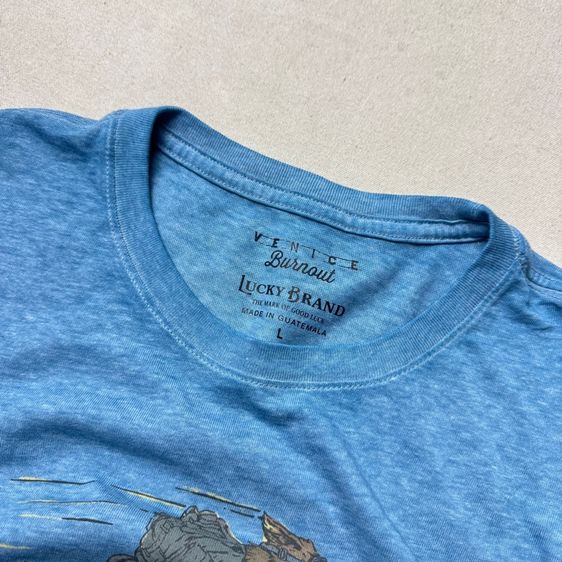 VENICE
Burnout
LUCKY BRAND
THE MARK OF GOOD LUCK
MADE IN GUATEMALA
L